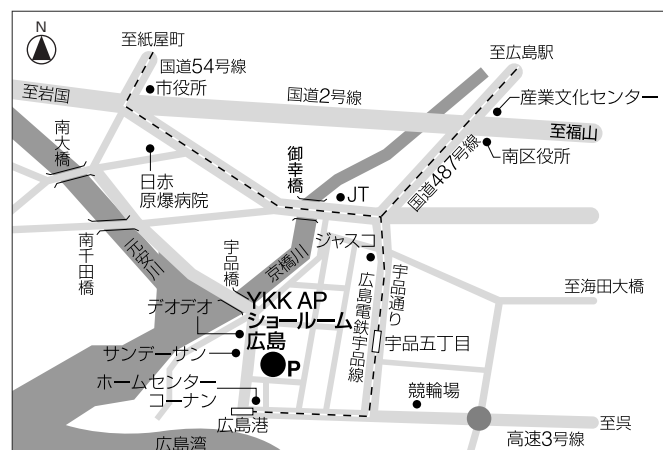 N
至紙屋町
国道54号線
市役所
至広島駅
至岩国
国道2号線
産業文化センター
至福山
南区役所
南大橋
日赤
原爆病院
御幸橋
JT
国道487号線
ジャスコ
南千田橋
元安川
宇品橋
京橋川
宇品通り
広島電鉄宇品線
至海田大橋
YKK AP
ショールーム
広島
デオデオ
サンデーサン
P
宇品五丁目
ホームセンター
コーナン
競輪場
広島港
至呉
高速3号線
広島湾